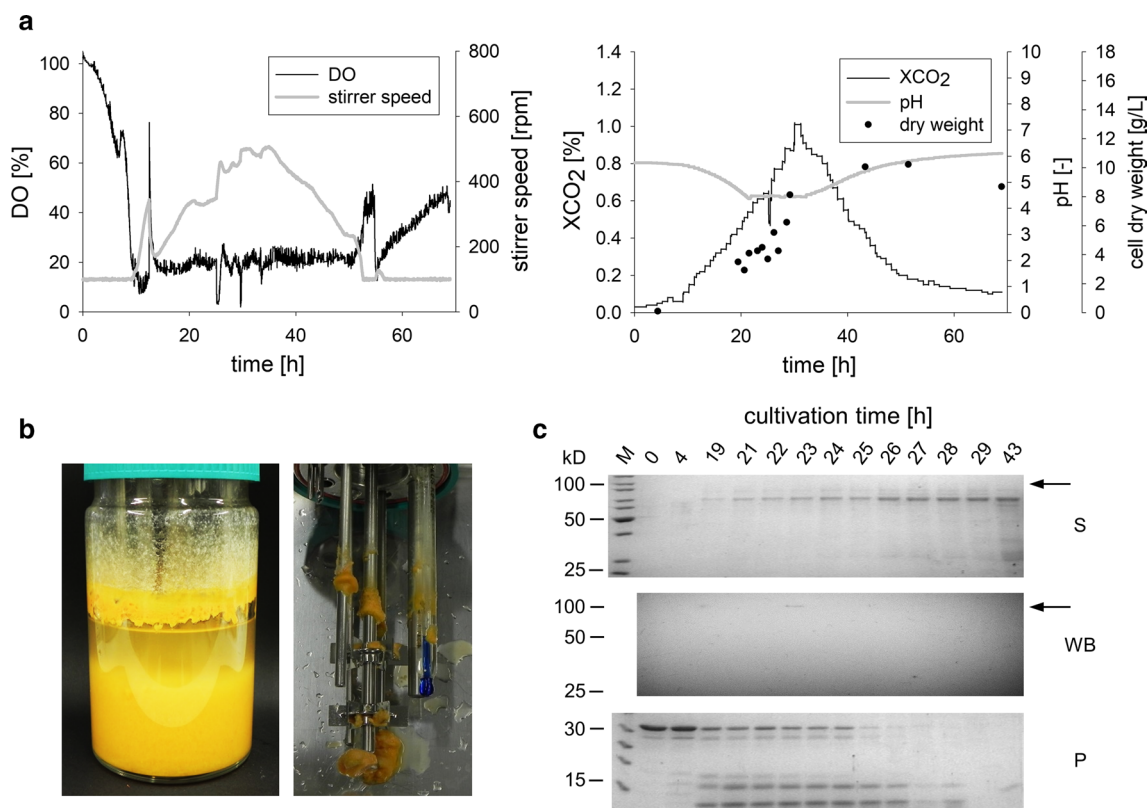 a
DO [%]
100
80
60
40
20
0
DO
stirrer speed
800
700
600
500
400
300
200
100
0
stirrer speed [rpm]
0 20 40 60
time [h]
XCO2 [%]
1.4
1.2
1.0
0.8
0.6
0.4
0.2
0.0
XCO2
pH
dry weight
10
9
8
7
6
5
4
3
2
1
0
pH [-]
18
16
14
12
10
8
6
4
2
0
cell dry weight [g/L]
0 20 40 60
time [h]
b
c
cultivation time [h]
kD M 0 4 19 21 22 23 24 25 26 27 28 29 43
100
50
25
S
100
50
25
WB
30
15
P